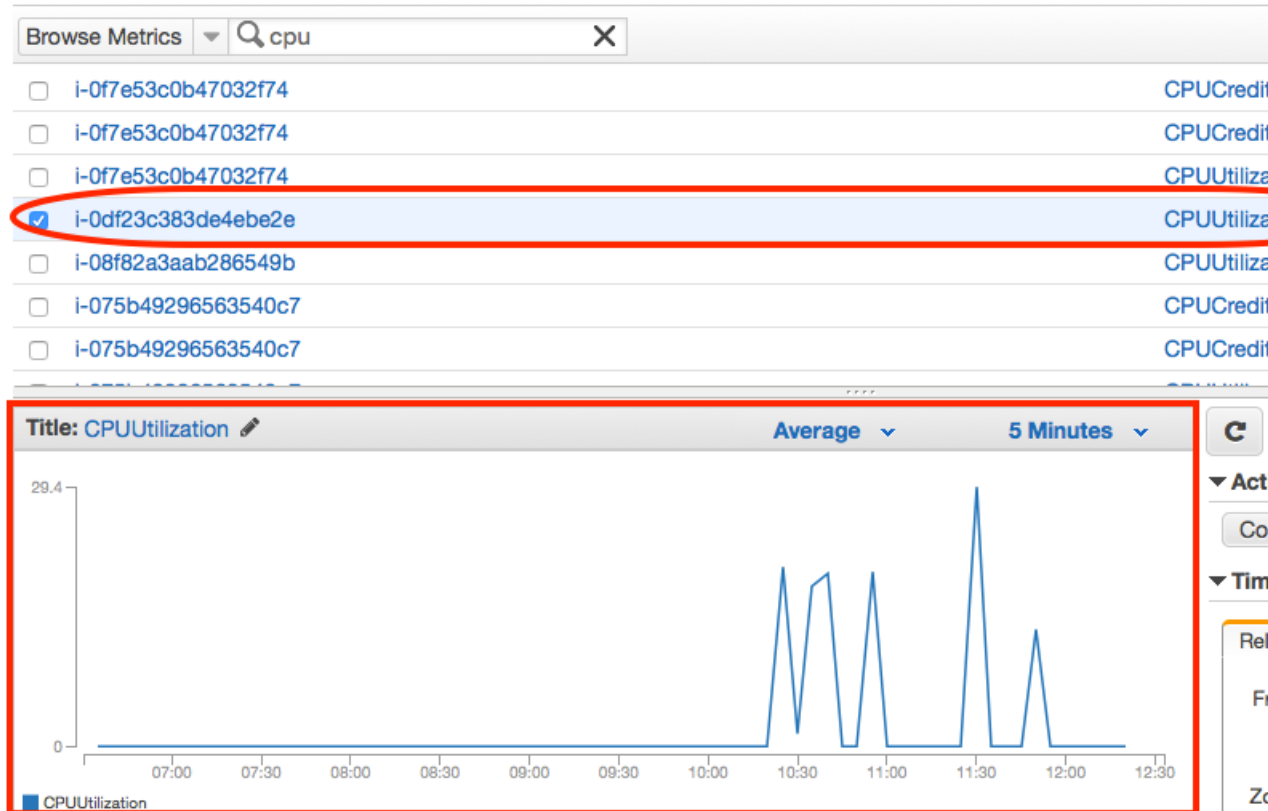 Browse Metrics cpu
i-0f7e53c0b47032f74 CPUCredit
i-0f7e53c0b47032f74 CPUCredit
i-0f7e53c0b47032f74 CPUUtiliza
i-0df23c383de4ebe2e CPUUtiliza
i-08f82a3aab286549b CPUUtiliza
i-075b49296563540c7 CPUCredit
i-075b49296563540c7 CPUCredit
Title: CPUUtilization Average 5 Minutes
Act
29.4
Co
Tim
Rel
Fr
0
07:00 07:30 08:00 08:30 09:00 09:30 10:00 10:30 11:00 11:30 12:00 12:30
CPUUtilization
Zo